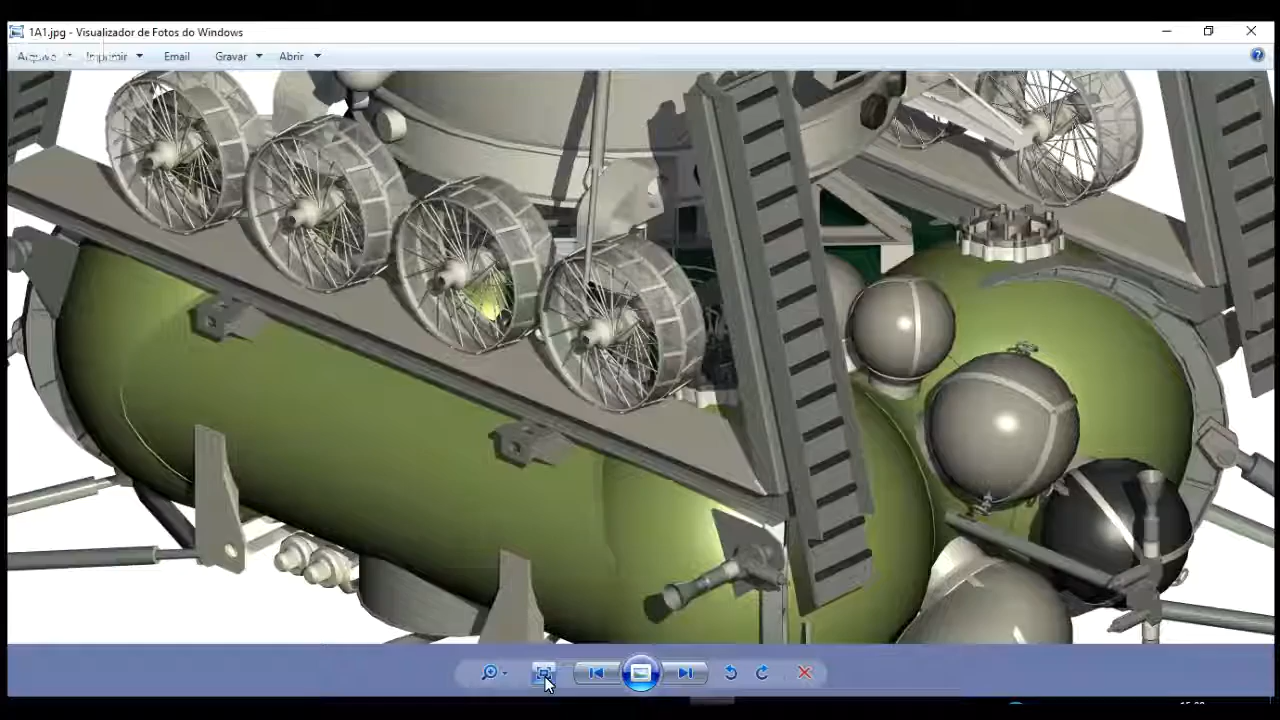 1A1.jpg - Visualizador de Fotos do Windows
Arquivo Imprimir Email Gravar Abrir